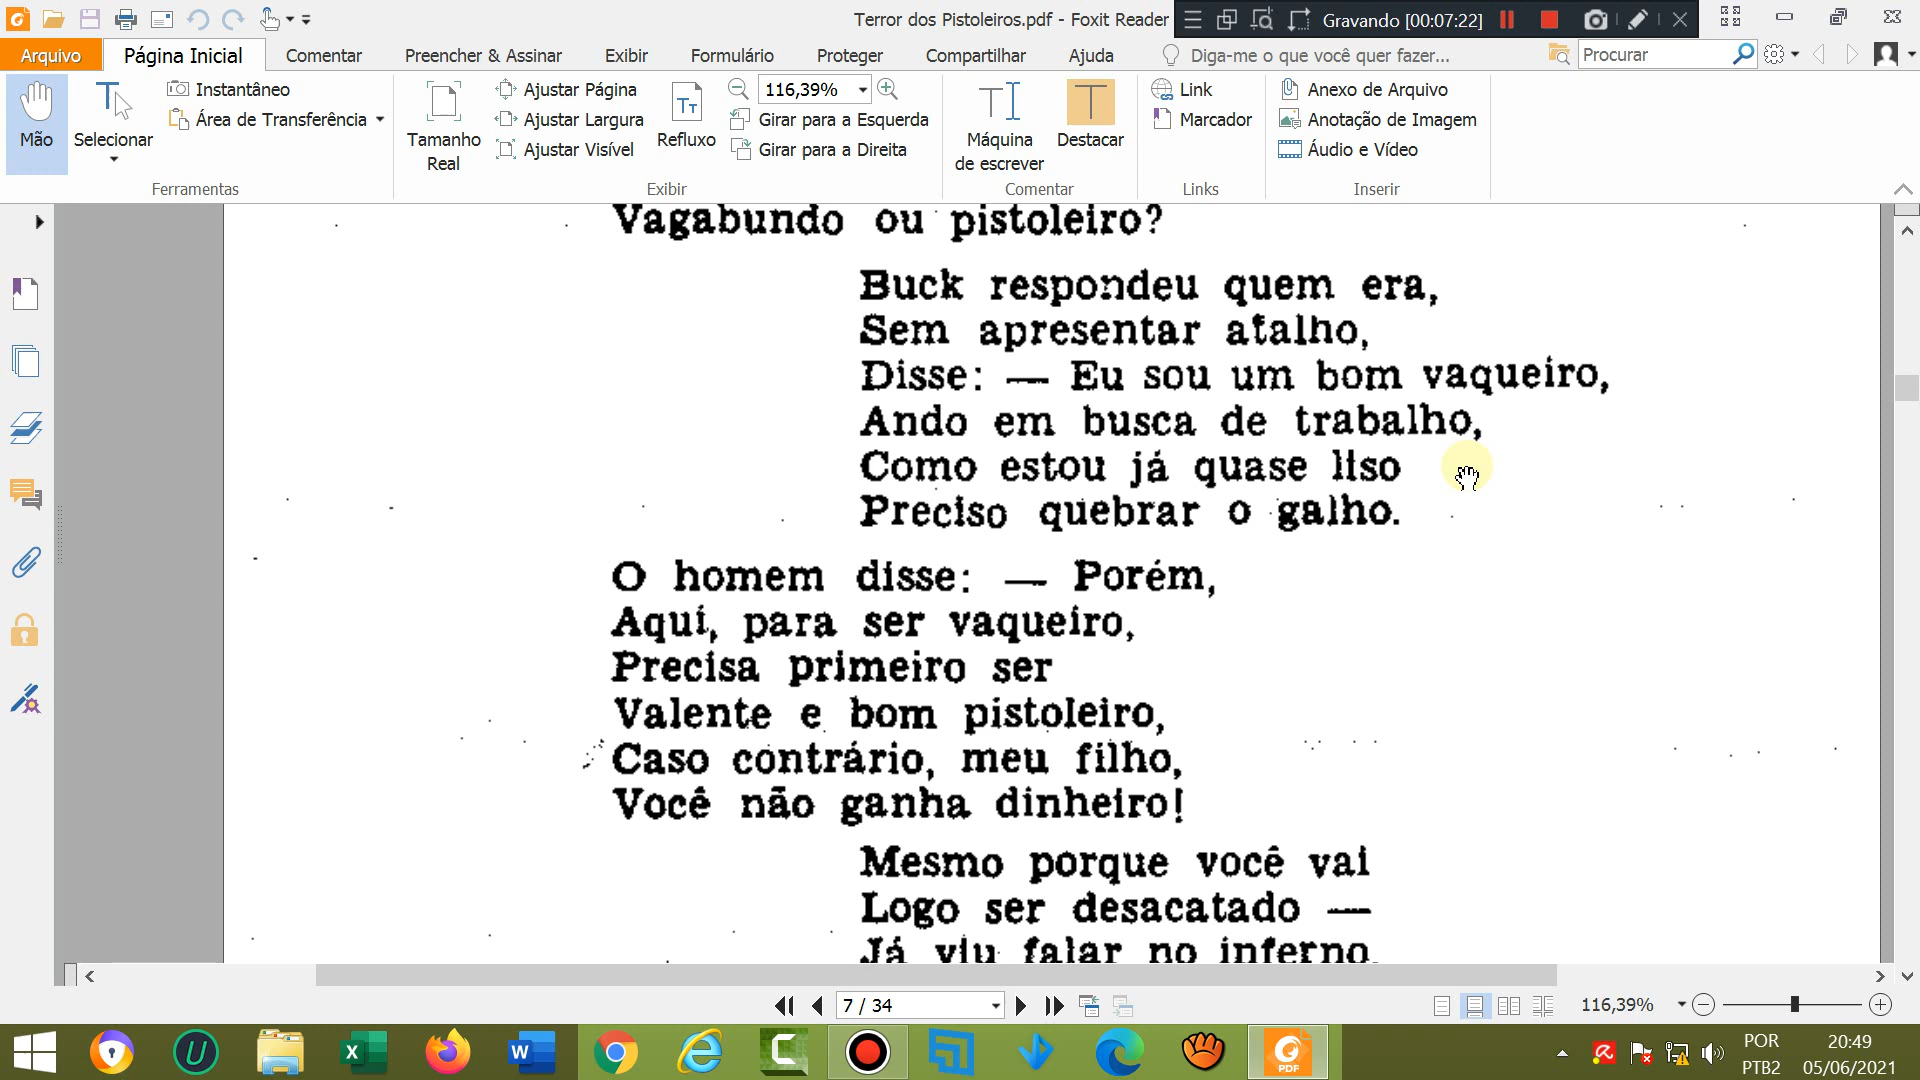 Terror dos Pistoleiros.pdf - Foxit Reader
Gravando [00:07:22]
Arquivo
Página Inicial
Comentar
Preencher & Assinar
Exibir
Formulário
Proteger
Compartilhar
Ajuda
Diga-me o que você quer fazer...
Procurar
Mão
Selecionar
Instantâneo
Área de Transferência
Ferramentas
Tamanho
Real
Ajustar Página
Ajustar Largura
Ajustar Visível
Refluxo
116,39%
Girar para a Esquerda
Girar para a Direita
Exibir
Máquina
de escrever
Destacar
Comentar
Link
Marcador
Links
Anexo de Arquivo
Anotação de Imagem
Áudio e Vídeo
Inserir
Vagabundo ou pistoleiro?
Buck respondeu quem era,
Sem apresentar atalho,
Disse: — Eu sou um bom vaqueiro,
Ando em busca de trabalho,
Como estou já quase liso
Preciso quebrar o galho.
O homem disse: — Porém,
Aqui, para ser vaqueiro,
Precisa primeiro ser
Valente e bom pistoleiro,
Caso contrário, meu filho,
Você não ganha dinheiro!
Mesmo porque você vai
Logo ser desacatado —
Já viu falar no inferno
7 / 34
116,39%
POR
PTB2
20:49
05/06/2021